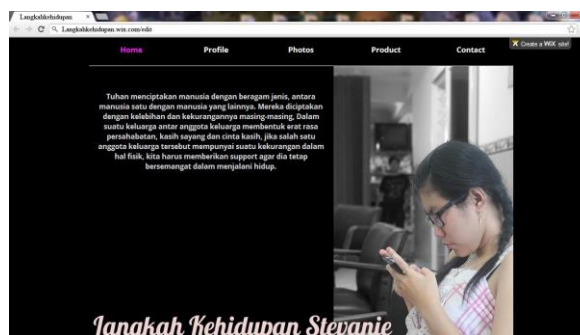 Langkahkehidupan
Langkahkehidupan.wix.com/edit
Create a WIX site!
Home Profile Photos Product Contact
Tuhan menciptakan manusia dengan beragam jenis, antara
manusia satu dengan manusia yang lainnya. Mereka diciptakan
dengan kelebihan dan kekurangannya masing-masing, Dalam
suatu keluarga antar anggota keluarga membentuk erat rasa
persahabatan, kasih sayang dan cinta kasih, jika salah satu
anggota keluarga tersebut mempunyai suatu kekurangan dalam
hal fisik, kita harus memberikan support agar dia tetap
bersemangat dalam menjalani hidup.
Langkah Kehidupan Stevanie